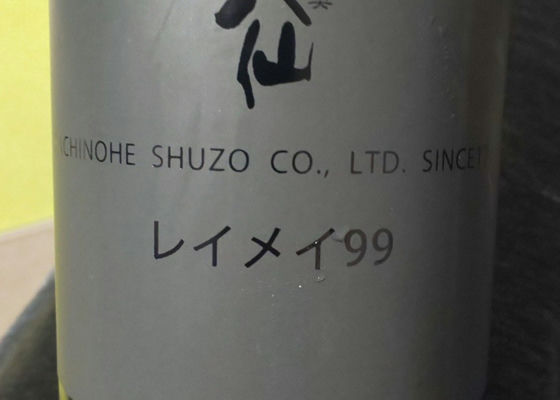 仙
CHINOHE SHUZO CO., LTD. SINCE
レイメイ99